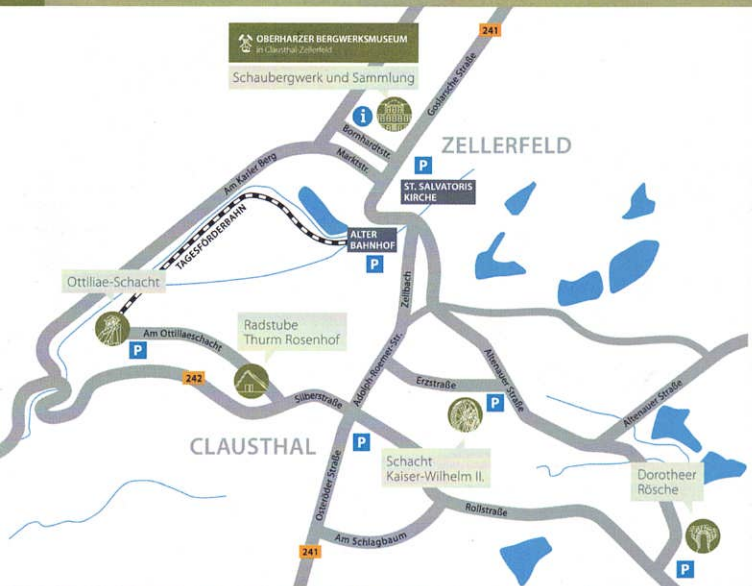 OBERHARZER BERGWERKSMUSEUM
in Clausthal-Zellerfeld
Schaubergwerk und Sammlung
241
Goslarsche Straße
i
Bornhardtstr.
Marktstr.
ZELLERFELD
P
ST. SALVATORIS
KIRCHE
Am Karler Berg
TAGESFÖRDERBAHN
ALTER
BAHNHOF
P
Zellbach
Ottiliae-Schacht
P
Am Ottiliaeschacht
Radstube
Thurm Rosenhof
242
Silberstraße
Adolph-Roemer-Str.
Erzstraße
P
Altenauer Straße
Altenauer Straße
CLAUSTHAL
P
Schacht
Kaiser-Wilhelm II.
Dorotheer
Rösche
P
Osteröder Straße
Rollstraße
Am Schlagbaum
241